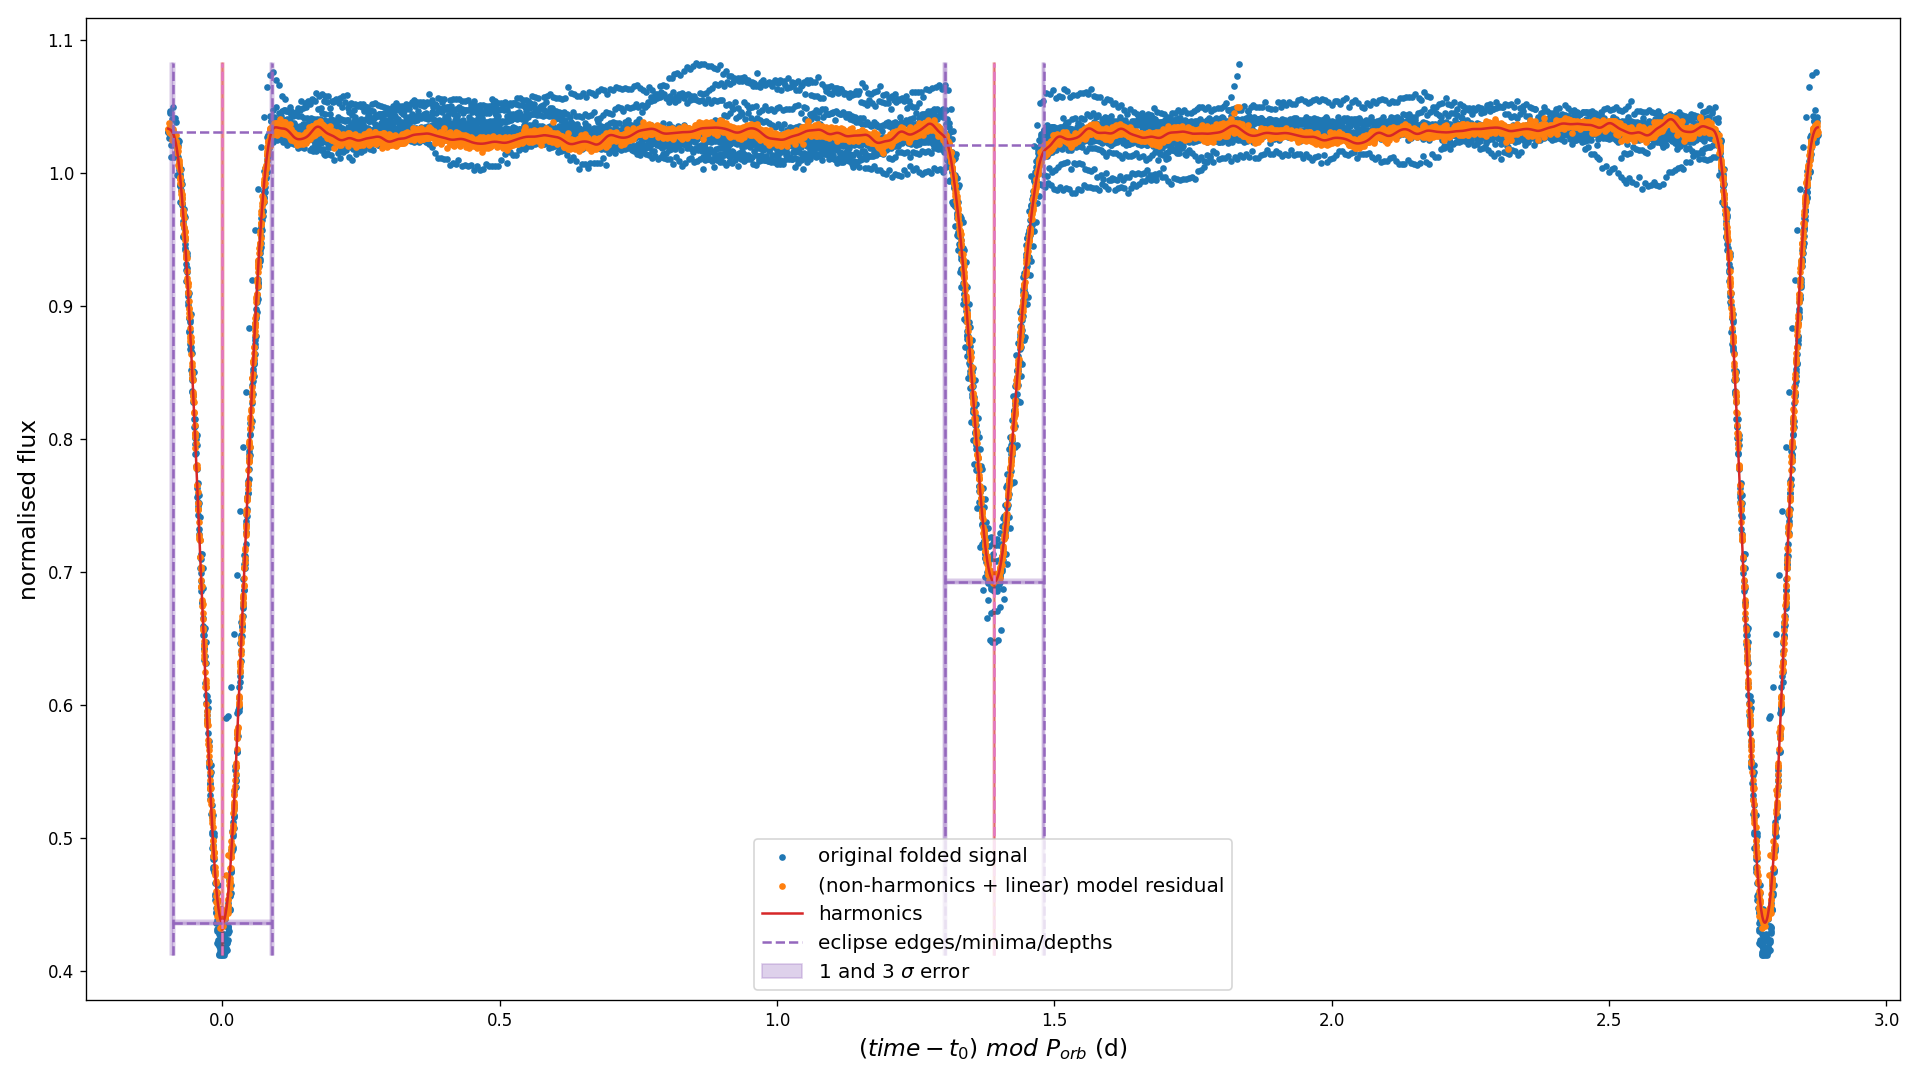 1.1
1.0
0.9
0.8
0.7
0.6
0.5
0.4
normalised flux
original folded signal
(non-harmonics + linear) model residual
harmonics
eclipse edges/minima/depths
1 and 3 σ error
0.0 0.5 1.0 1.5 2.0 2.5 3.0
(time − t₀) mod Pₒᵣb (d)